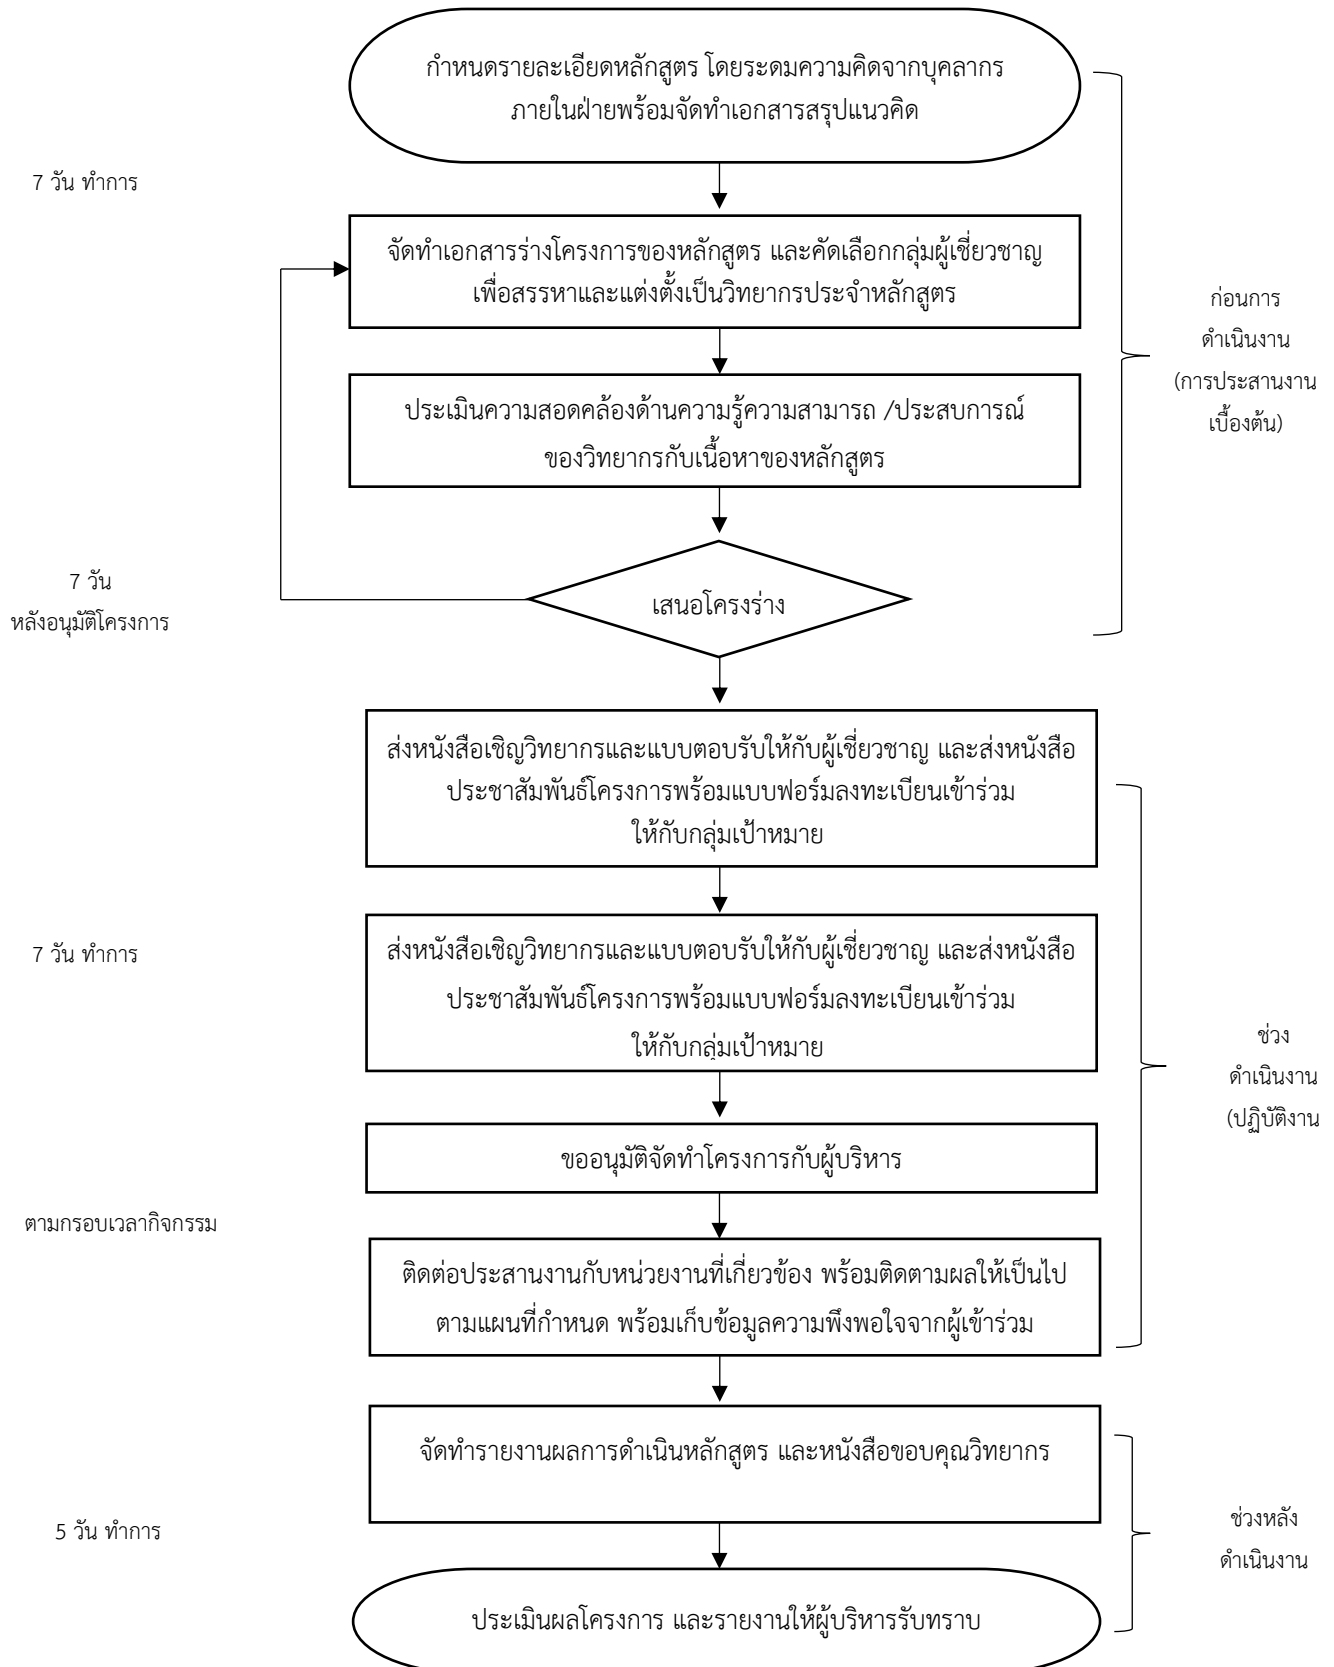 กำหนดรายละเอียดหลักสูตร โดยระดมความคิดจากบุคลากร
ภายในฝ่ายพร้อมจัดทำเอกสารสรุปแนวคิด
7 วัน ทำการ
จัดทำเอกสารร่างโครงการของหลักสูตร และคัดเลือกกลุ่มผู้เชี่ยวชาญ
เพื่อสรรหาและแต่งตั้งเป็นวิทยากรประจำหลักสูตร
ก่อนการ
ดำเนินงาน
(การประสานงาน
เบื้องต้น)
ประเมินความสอดคล้องด้านความรู้ความสามารถ /ประสบการณ์
ของวิทยากรกับเนื้อหาของหลักสูตร
7 วัน
หลังอนุมัติโครงการ
เสนอโครงร่าง
ส่งหนังสือเชิญวิทยากรและแบบตอบรับให้กับผู้เชี่ยวชาญ และส่งหนังสือ
ประชาสัมพันธ์โครงการพร้อมแบบฟอร์มลงทะเบียนเข้าร่วม
ให้กับกลุ่มเป้าหมาย
7 วัน ทำการ
ส่งหนังสือเชิญวิทยากรและแบบตอบรับให้กับผู้เชี่ยวชาญ และส่งหนังสือ
ประชาสัมพันธ์โครงการพร้อมแบบฟอร์มลงทะเบียนเข้าร่วม
ให้กับกลุ่มเป้าหมาย
ช่วง
ดำเนินงาน
(ปฏิบัติงาน
ขออนุมัติจัดทำโครงการกับผู้บริหาร
ตามกรอบเวลากิจกรรม
ติดต่อประสานงานกับหน่วยงานที่เกี่ยวข้อง พร้อมติดตามผลให้เป็นไป
ตามแผนที่กำหนด พร้อมเก็บข้อมูลความพึงพอใจจากผู้เข้าร่วม
จัดทำรายงานผลการดำเนินหลักสูตร และหนังสือขอบคุณวิทยากร
5 วัน ทำการ
ช่วงหลัง
ดำเนินงาน
ประเมินผลโครงการ และรายงานให้ผู้บริหารรับทราบ